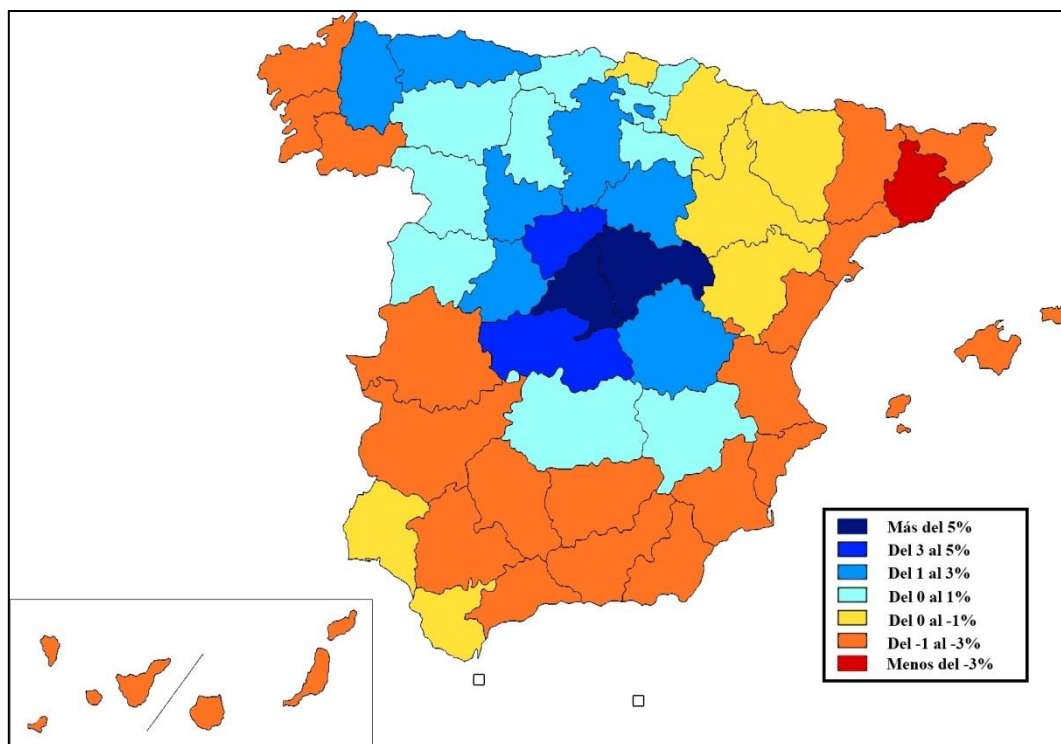 Más del 5%
Del 3 al 5%
Del 1 al 3%
Del 0 al 1%
Del 0 al -1%
Del -1 al -3%
Menos del -3%